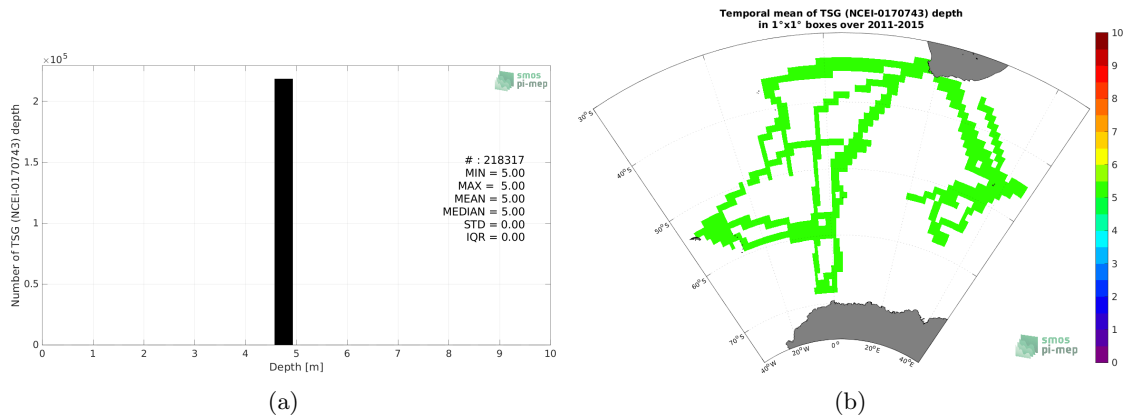 ×10⁵
2
1.5
1
0.5
0
Number of TSG (NCEI-0170743) depth
0 1 2 3 4 5 6 7 8 9 10
Depth [m]
smos
pi-mep
# : 218317
MIN = 5.00
MAX = 5.00
MEAN = 5.00
MEDIAN = 5.00
STD = 0.00
IQR = 0.00
(a)
Temporal mean of TSG (NCEI-0170743) depth
in 1°x1° boxes over 2011-2015
30°S
40°S
50°S
60°S
70°S
40°W
20°W
0°
20°E
40°E
smos
pi-mep
10
9
8
7
6
5
4
3
2
1
0
(b)